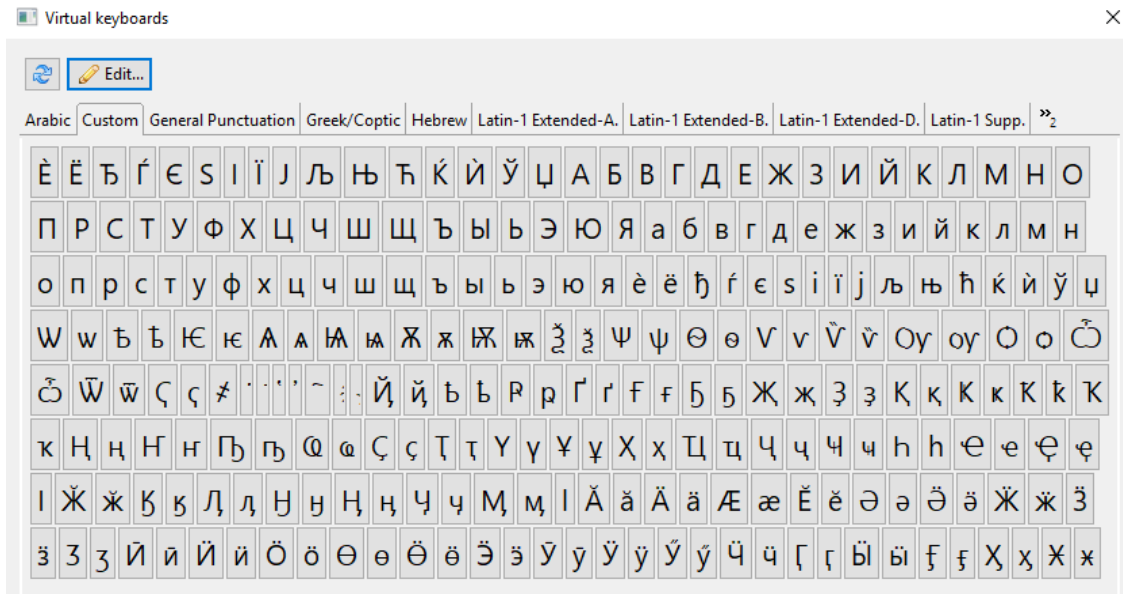 Virtual keyboards
Edit...
Arabic Custom General Punctuation Greek/Coptic Hebrew Latin-1 Extended-A. Latin-1 Extended-B. Latin-1 Extended-D. Latin-1 Supp. »2
Ѐ Ё Ђ Ѓ Є Ѕ І Ї Ј Љ Њ Ћ Ќ Ѝ Ў Џ А Б В Г Д Е Ж З И Й К Л М Н О
П Р С Т У Ф Х Ц Ч Ш Щ Ъ Ы Ь Э Ю Я а б в г д е ж з и й к л м н
о п р с т у ф х ц ч ш щ ъ ы ь э ю я ѐ ё ђ ѓ є ѕ і ї ј љ њ ћ ќ ѝ ў џ
Ѡ ѡ Ѣ ѣ Ѥ ѥ Ѧ ѧ Ѩ ѩ Ѫ ѫ Ѭ ѭ Ѯ ѯ Ѱ ѱ Ѳ ѳ Ѵ ѵ Ѷ ѷ Ѹ ѹ Ѻ ѻ Ѽ
ѽ Ѿ ѿ Ҁ ҁ ҂ Ҋ ҋ Ҍ ҍ Ҏ ҏ Ґ ґ Ғ ғ Ҕ ҕ Җ җ Ҙ ҙ Қ қ Ҝ ҝ Ҟ ҟ Ҡ
ҡ Ң ң Ҥ ҥ Ҧ ҧ Ҩ ҩ Ҫ ҫ Ҭ ҭ Ү ү Ұ ұ Ҳ ҳ Ҵ ҵ Ҷ ҷ Ҹ ҹ Һ һ Ҽ ҽ Ҿ ҿ
Ӏ Ӂ ӂ Ӄ ӄ Ӆ ӆ Ӈ ӈ Ӊ ӊ Ӌ ӌ Ӎ ӎ ӏ Ӑ ӑ Ӓ ӓ Ӕ ӕ Ӗ ӗ Ә ә Ӛ ӛ Ӝ ӝ Ӟ
ӟ Ӡ ӡ Ӣ ӣ Ӥ ӥ Ӧ ӧ Ө ө Ӫ ӫ Ӭ ӭ Ӯ ӯ Ӱ ӱ Ӳ ӳ Ӵ ӵ Ӷ ӷ Ӹ ӹ Ӻ ӻ Ӽ ӽ Ӿ ӿ